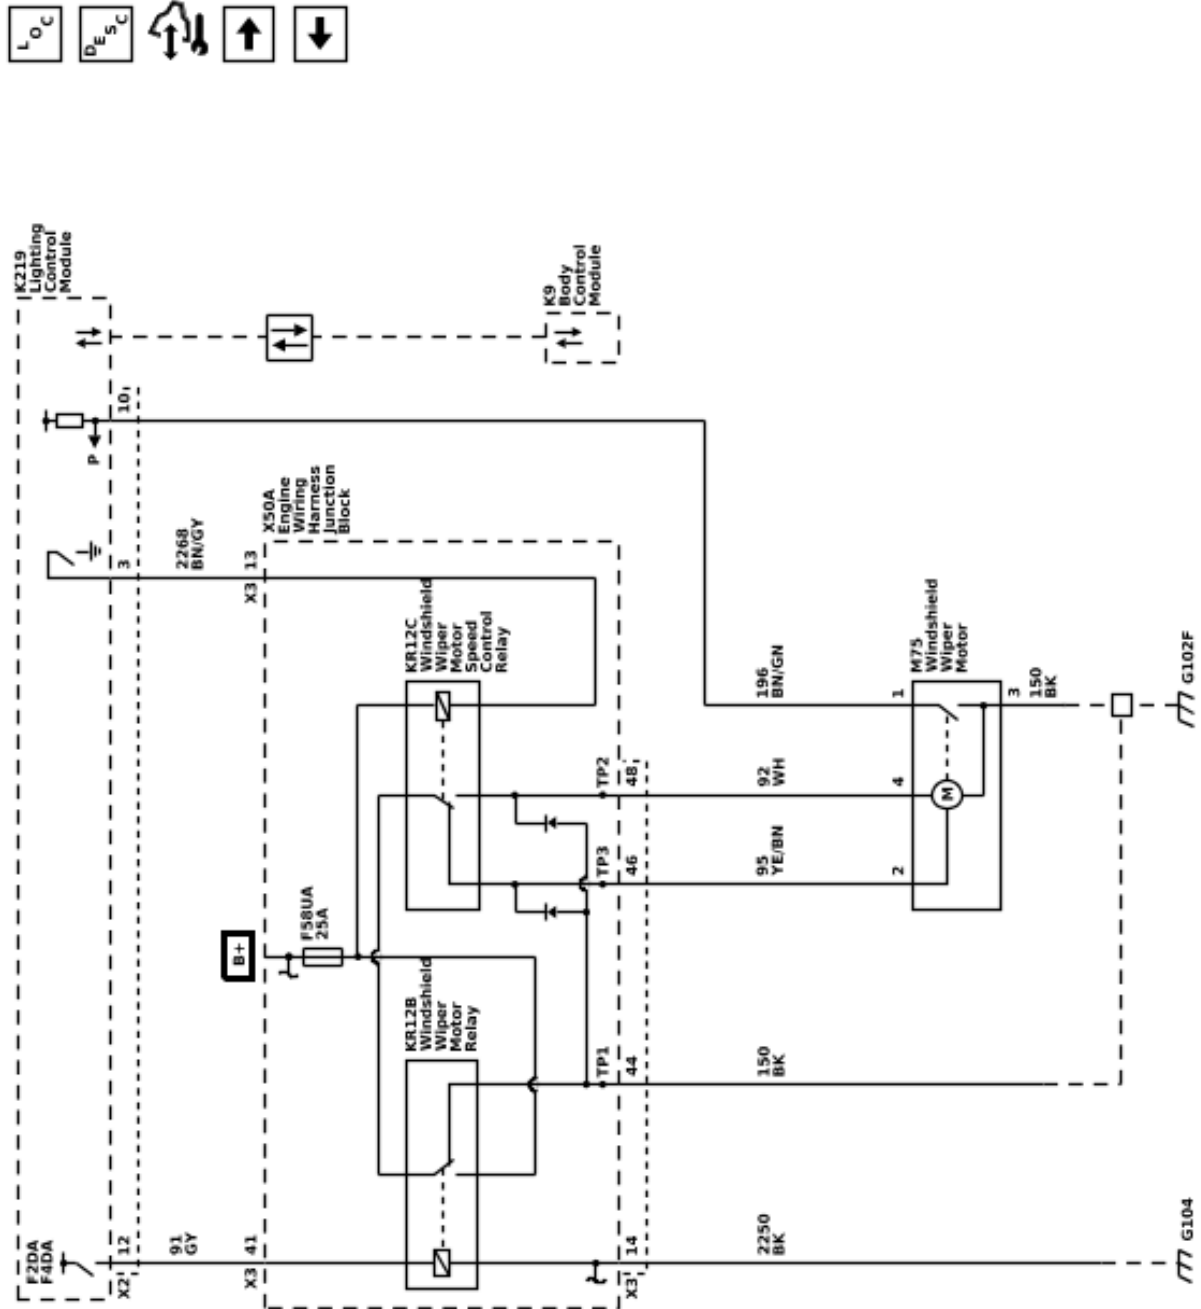 LOC
DESC
K219
Lighting
Control
Module
K9
Body
Control
Module
P
10
3
2268
BN/GY
X3 13
X50A
Engine
Wiring
Harness
Junction
Block
KR12C
Windshield
Wiper
Motor
Speed
Control
Relay
TP2
48
196
BN/GN
92
WH
M75
Windshield
Wiper
Motor
1
4
2
M
3
150
BK
G102F
TP3
46
95
YE/BN
B+
F58UA
25A
KR12B
Windshield
Wiper
Motor
Relay
TP1
44
150
BK
F2DA
F4DA
X2 12
91
GY
X3 41
X3 14
2250
BK
G104